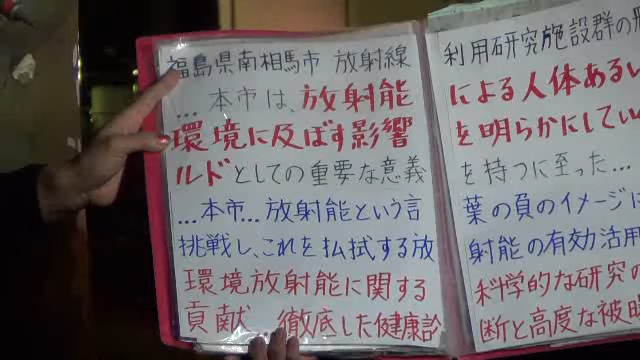 福島県南相馬市 放射線
…本市は、放射能
環境に及ぼす影響
ルドとしての重要な意義
…本市…放射能という言
挑戦し、これを払拭する放
環境放射能に関する
貢献…徹底した健康診
利用研究施設群の
による人体ある
を明らかにしてい
を持つに至った…
葉の負のイメージに
射能の有効活用
科学的な研究の
断と高度な被